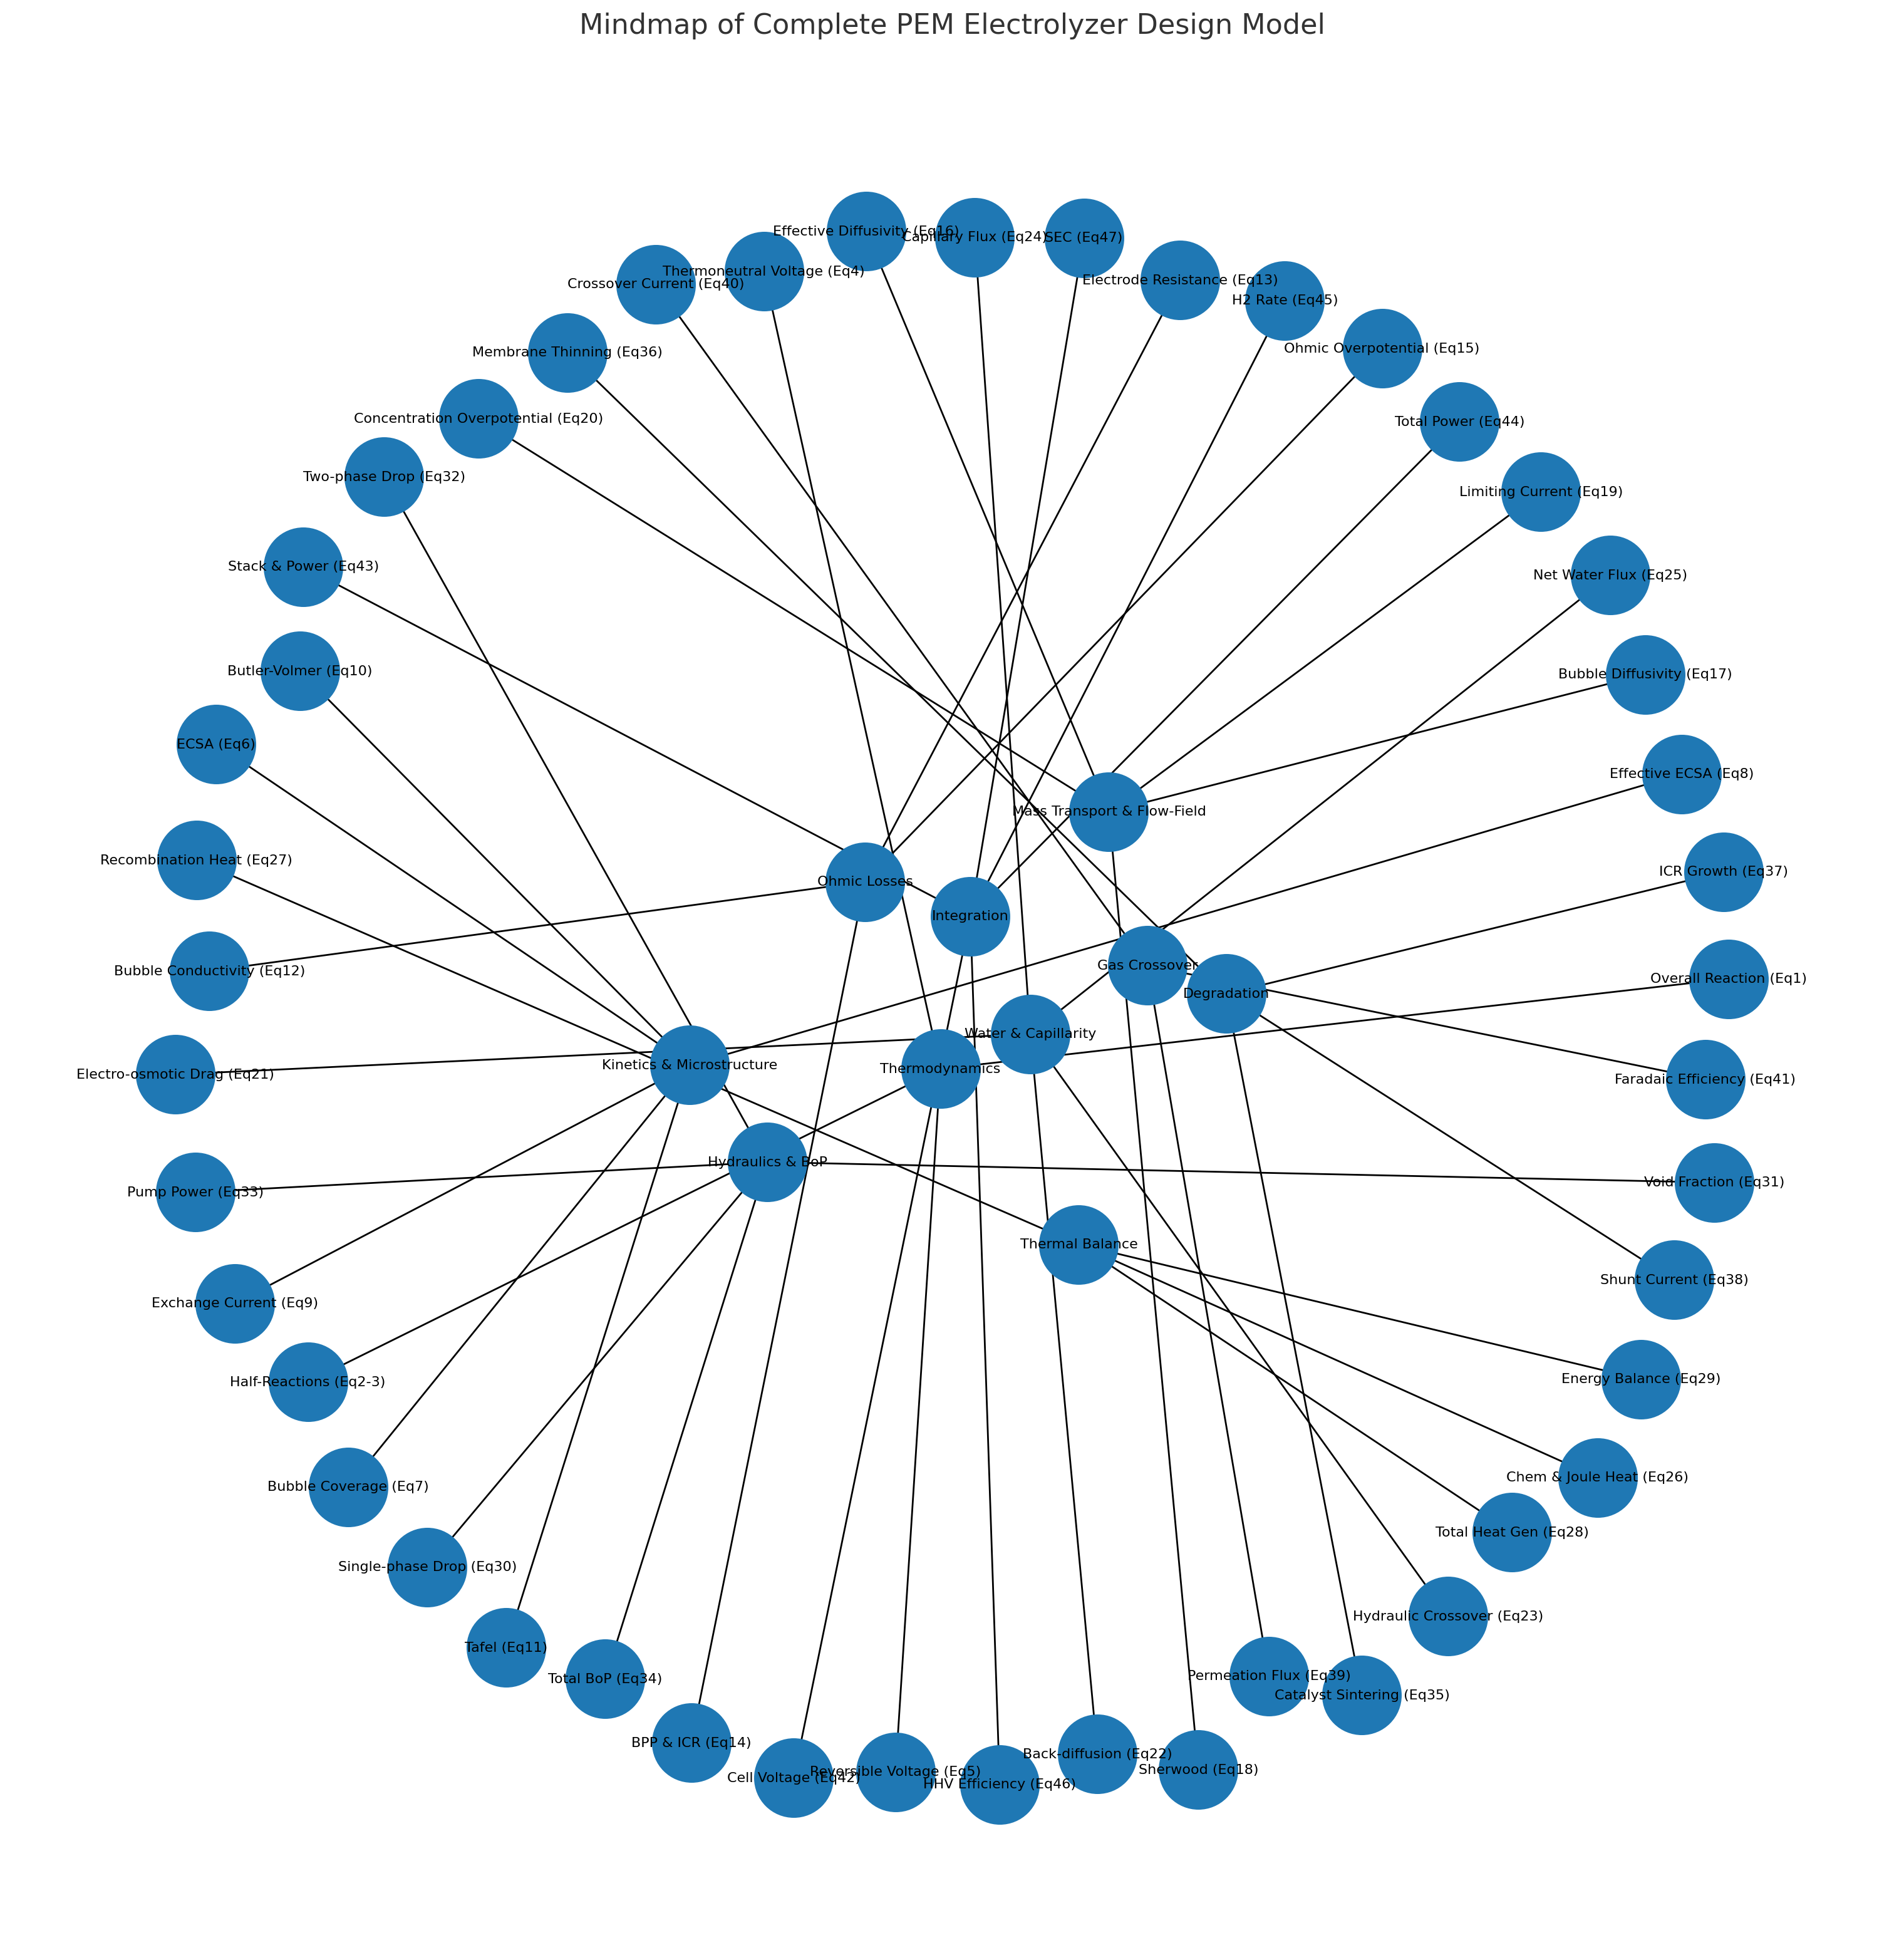 Mindmap of Complete PEM Electrolyzer Design Model
Effective Diffusivity (Eq16)
Capillary Flux (Eq24)
SEC (Eq47)
Thermoneutral Voltage (Eq4)
Crossover Current (Eq40)
Electrode Resistance (Eq13)
H2 Rate (Eq45)
Membrane Thinning (Eq36)
Ohmic Overpotential (Eq15)
Concentration Overpotential (Eq20)
Total Power (Eq44)
Two-phase Drop (Eq32)
Limiting Current (Eq19)
Stack & Power (Eq43)
Net Water Flux (Eq25)
Butler-Volmer (Eq10)
Bubble Diffusivity (Eq17)
ECSA (Eq6)
Effective ECSA (Eq8)
Mass Transport & Flow-Field
Recombination Heat (Eq27)
Ohmic Losses
ICR Growth (Eq37)
Integration
Bubble Conductivity (Eq12)
Gas Crossover
Degradation
Overall Reaction (Eq1)
Water & Capillarity
Electro-osmotic Drag (Eq21)
Kinetics & Microstructure
Thermodynamics
Faradaic Efficiency (Eq41)
Hydraulics & BoP
Pump Power (Eq33)
Void Fraction (Eq31)
Thermal Balance
Shunt Current (Eq38)
Exchange Current (Eq9)
Half-Reactions (Eq2-3)
Energy Balance (Eq29)
Bubble Coverage (Eq7)
Chem & Joule Heat (Eq26)
Total Heat Gen (Eq28)
Single-phase Drop (Eq30)
Hydraulic Crossover (Eq23)
Tafel (Eq11)
Total BoP (Eq34)
Permeation Flux (Eq39)
Catalyst Sintering (Eq35)
BPP & ICR (Eq14)
Back-diffusion (Eq22)
Cell Voltage (Eq42)
Reversible Voltage (Eq5)
Sherwood (Eq18)
HHV Efficiency (Eq46)